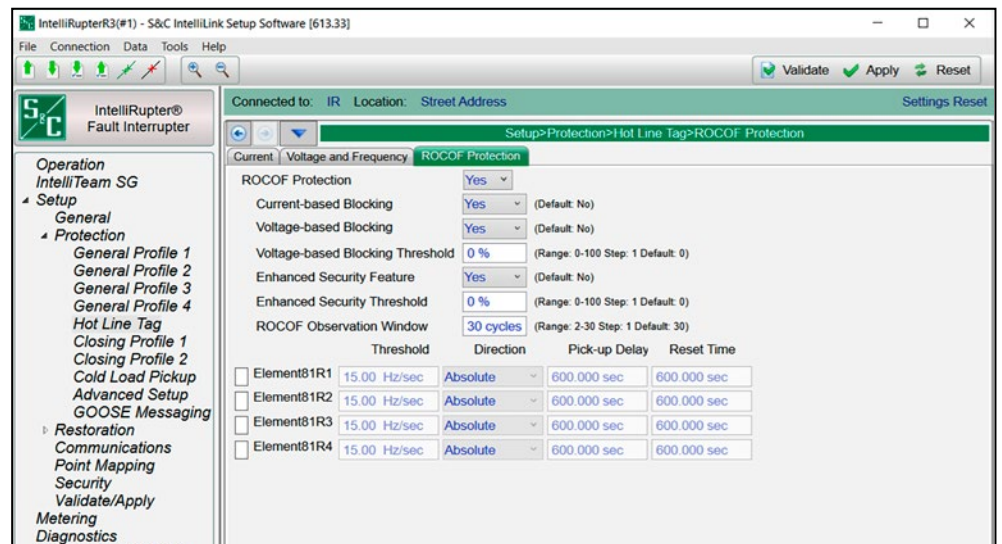 IntelliRupterR3(#1) - S&C IntelliLink Setup Software [613.33]
File Connection Data Tools Help
Validate Apply Reset
S&C
IntelliRupter®
Fault Interrupter
Connected to: IR Location: Street Address Settings Reset
Setup>Protection>Hot Line Tag>ROCOF Protection
Current Voltage and Frequency ROCOF Protection
Operation
IntelliTeam SG
Setup
General
Protection
General Profile 1
General Profile 2
General Profile 3
General Profile 4
Hot Line Tag
Closing Profile 1
Closing Profile 2
Cold Load Pickup
Advanced Setup
GOOSE Messaging
Restoration
Communications
Point Mapping
Security
Validate/Apply
Metering
Diagnostics
ROCOF Protection Yes
Current-based Blocking Yes (Default: No)
Voltage-based Blocking Yes (Default: No)
Voltage-based Blocking Threshold 0 % (Range: 0-100 Step: 1 Default: 0)
Enhanced Security Feature Yes (Default: No)
Enhanced Security Threshold 0 % (Range: 0-100 Step: 1 Default: 0)
ROCOF Observation Window 30 cycles (Range: 2-30 Step: 1 Default: 30)
Threshold Direction Pick-up Delay Reset Time
Element81R1 15.00 Hz/sec Absolute 600.000 sec 600.000 sec
Element81R2 15.00 Hz/sec Absolute 600.000 sec 600.000 sec
Element81R3 15.00 Hz/sec Absolute 600.000 sec 600.000 sec
Element81R4 15.00 Hz/sec Absolute 600.000 sec 600.000 sec